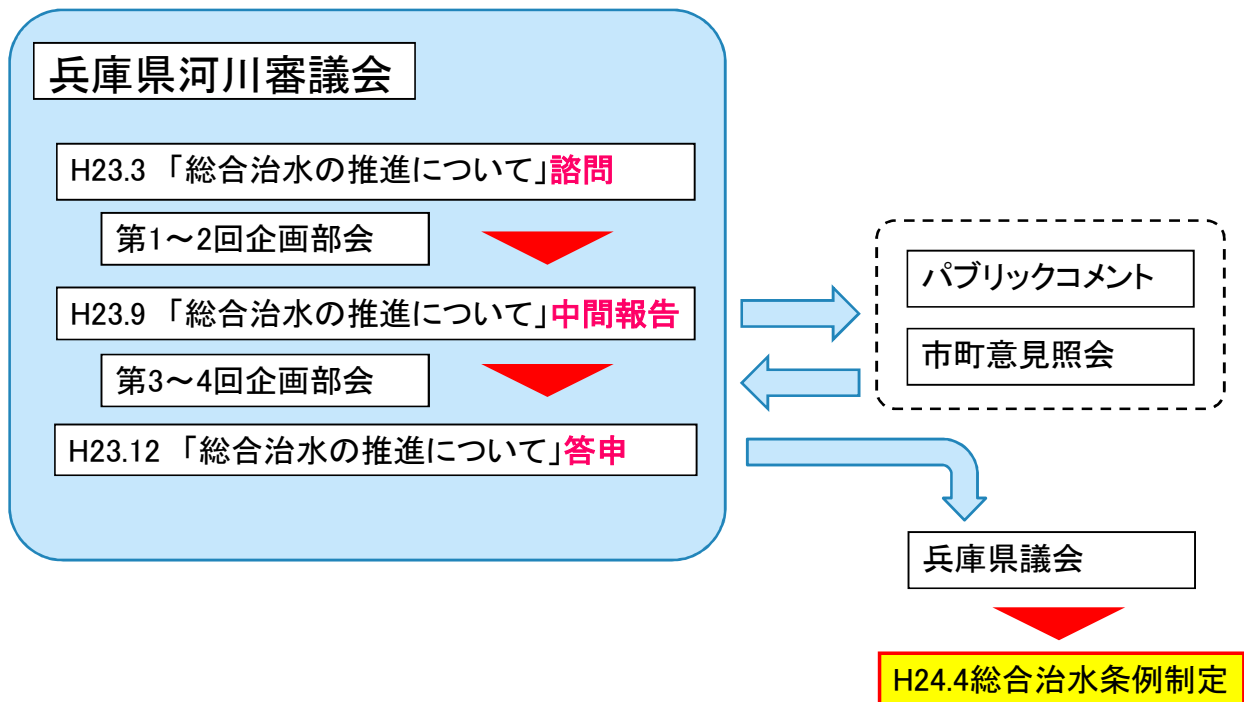 兵庫県河川審議会
H23.3 「総合治水の推進について」諮問
第1～2回企画部会
H23.9 「総合治水の推進について」中間報告
第3～4回企画部会
H23.12 「総合治水の推進について」答申
パブリックコメント
市町意見照会
兵庫県議会
H24.4総合治水条例制定